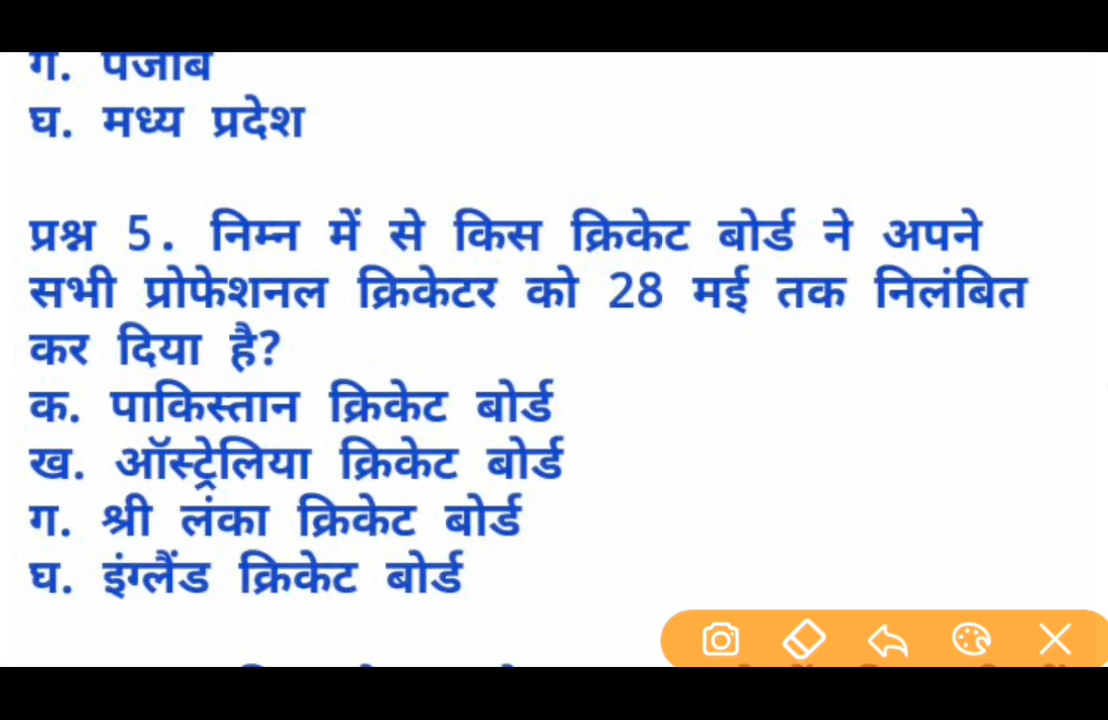 ग. पंजाब
घ. मध्य प्रदेश
प्रश्न 5. निम्न में से किस क्रिकेट बोर्ड ने अपने
सभी प्रोफेशनल क्रिकेटर को 28 मई तक निलंबित
कर दिया है?
क. पाकिस्तान क्रिकेट बोर्ड
ख. ऑस्ट्रेलिया क्रिकेट बोर्ड
ग. श्री लंका क्रिकेट बोर्ड
घ. इंग्लैंड क्रिकेट बोर्ड